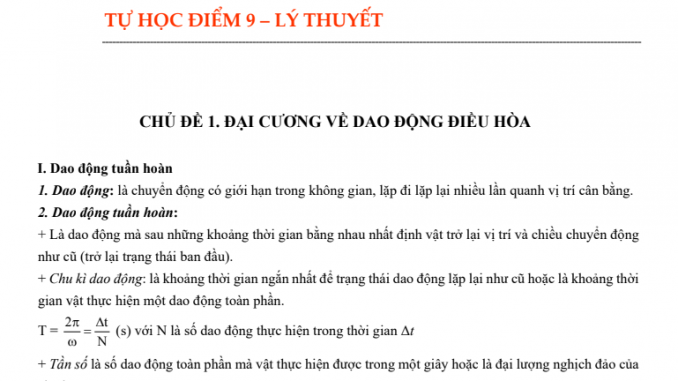 TỰ HỌC ĐIỂM 9 – LÝ THUYẾT
CHỦ ĐỀ 1. ĐẠI CƯƠNG VỀ DAO ĐỘNG ĐIỀU HÒA
I. Dao động tuần hoàn
1. Dao động: là chuyển động có giới hạn trong không gian, lặp đi lặp lại nhiều lần quanh vị trí cân bằng.
2. Dao động tuần hoàn:
+ Là dao động mà sau những khoảng thời gian bằng nhau nhất định vật trở lại vị trí và chiều chuyển động
như cũ (trở lại trạng thái ban đầu).
+ Chu kì dao động: là khoảng thời gian ngắn nhất để trạng thái dao động lặp lại như cũ hoặc là khoảng thời
gian vật thực hiện một dao động toàn phần.
T = 2π/ω = Δt/N (s) với N là số dao động thực hiện trong thời gian Δt
+ Tần số là số dao động toàn phần mà vật thực hiện được trong một giây hoặc là đại lượng nghịch đảo của